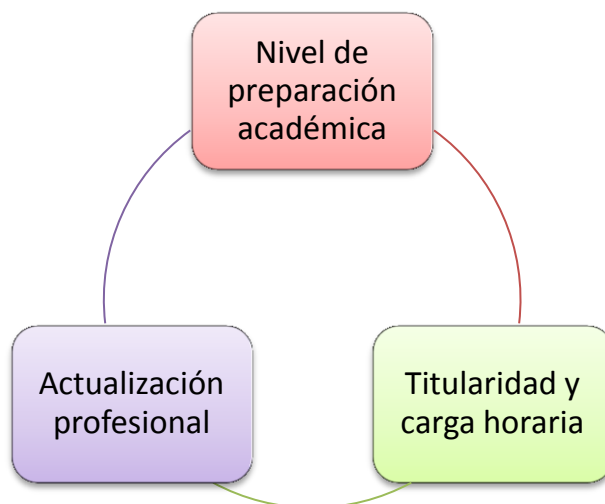 Nivel de
preparación
académica
Actualización
profesional
Titularidad y
carga horaria